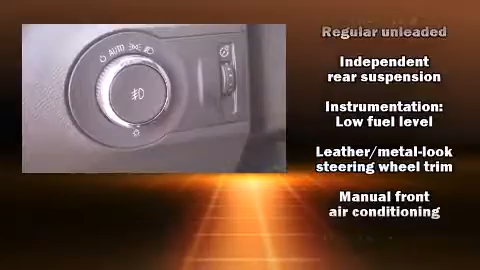 Regular unleaded
Independent
rear suspension
Instrumentation:
Low fuel level
Leather/metal-look
steering wheel trim
Manual front
air conditioning
AUTO